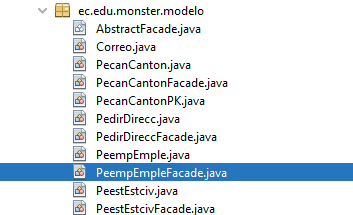 ec.edu.monster.modelo
AbstractFacade.java
Correo.java
PecanCanton.java
PecanCantonFacade.java
PecanCantonPK.java
PedirDirecc.java
PedirDireccFacade.java
PeempEmple.java
PeempEmpleFacade.java
PeestEstciv.java
PeestEstcivFacade.java